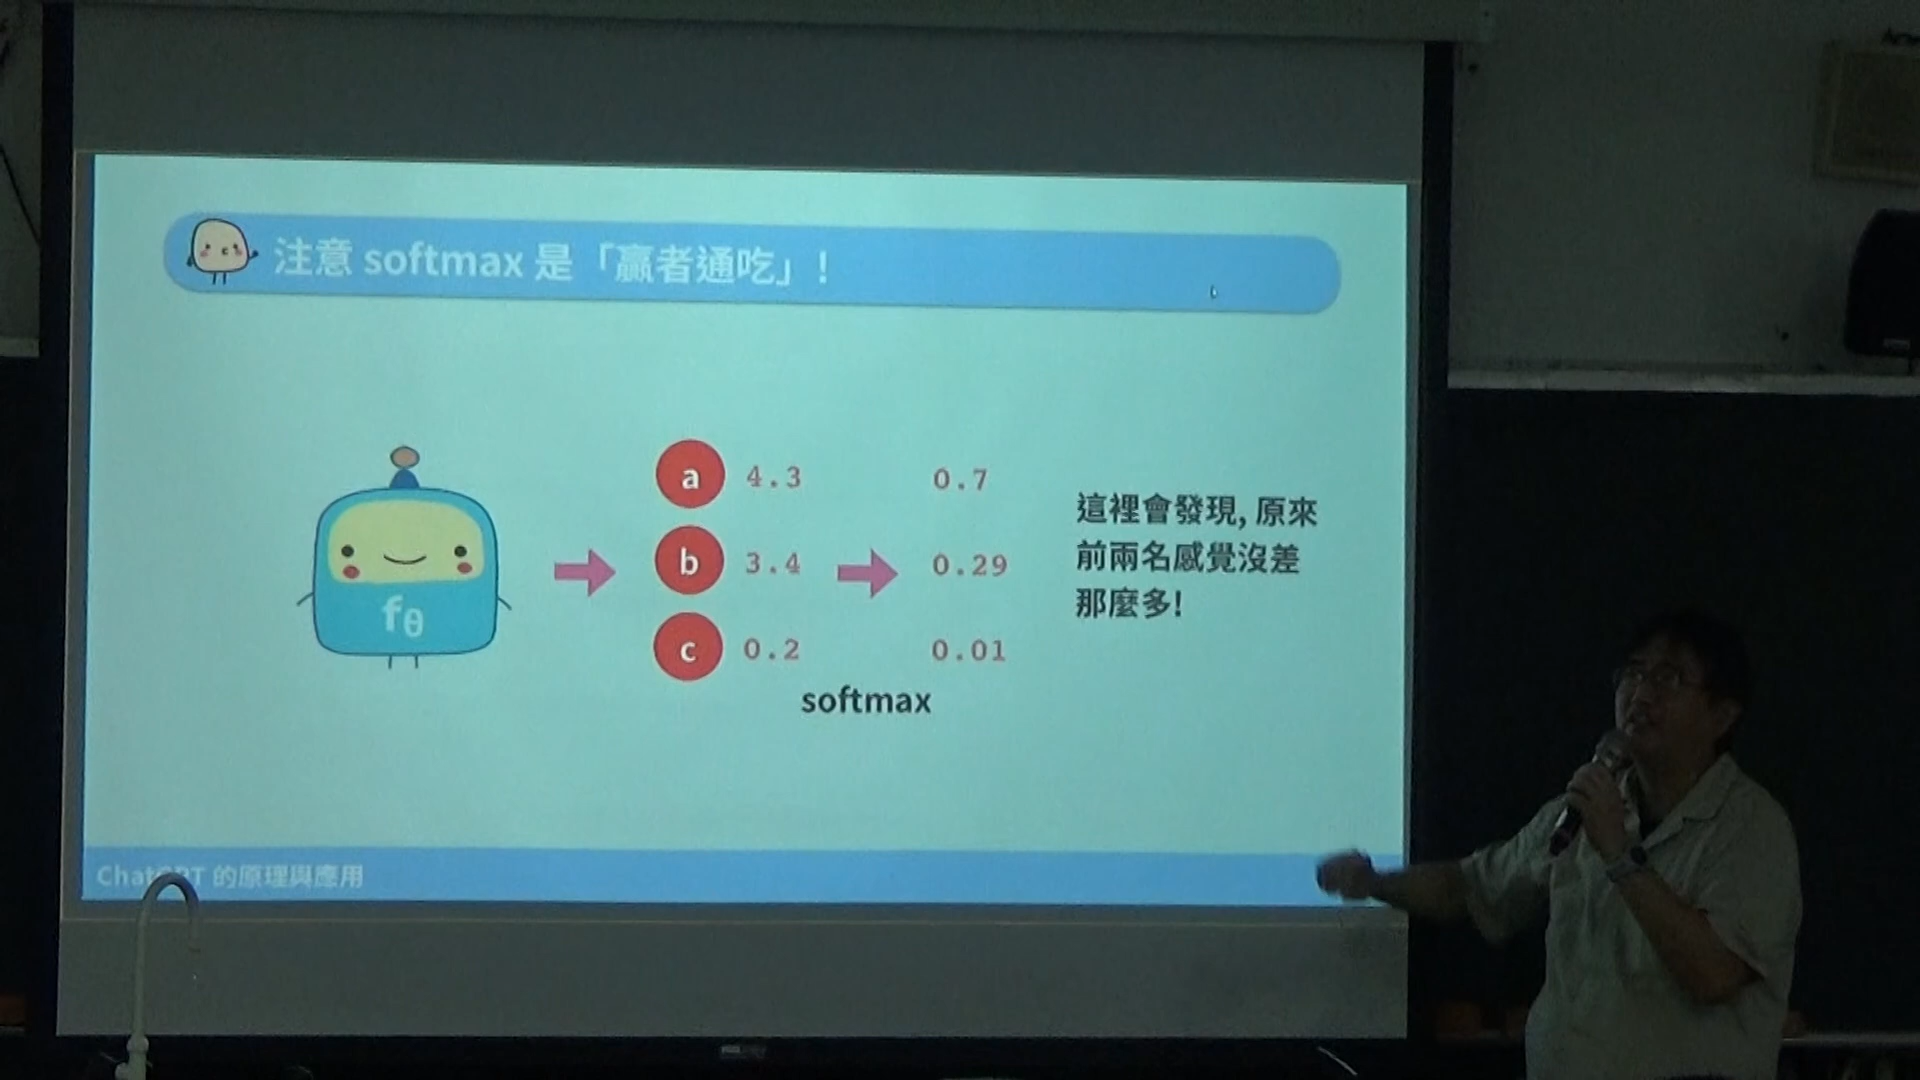 注意 softmax 是「贏者通吃」!
a 4.3 0.7
b 3.4 0.29
c 0.2 0.01
softmax
fθ
這裡會發現, 原來
前兩名感覺沒差
那麼多!
ChatGPT 的原理與應用